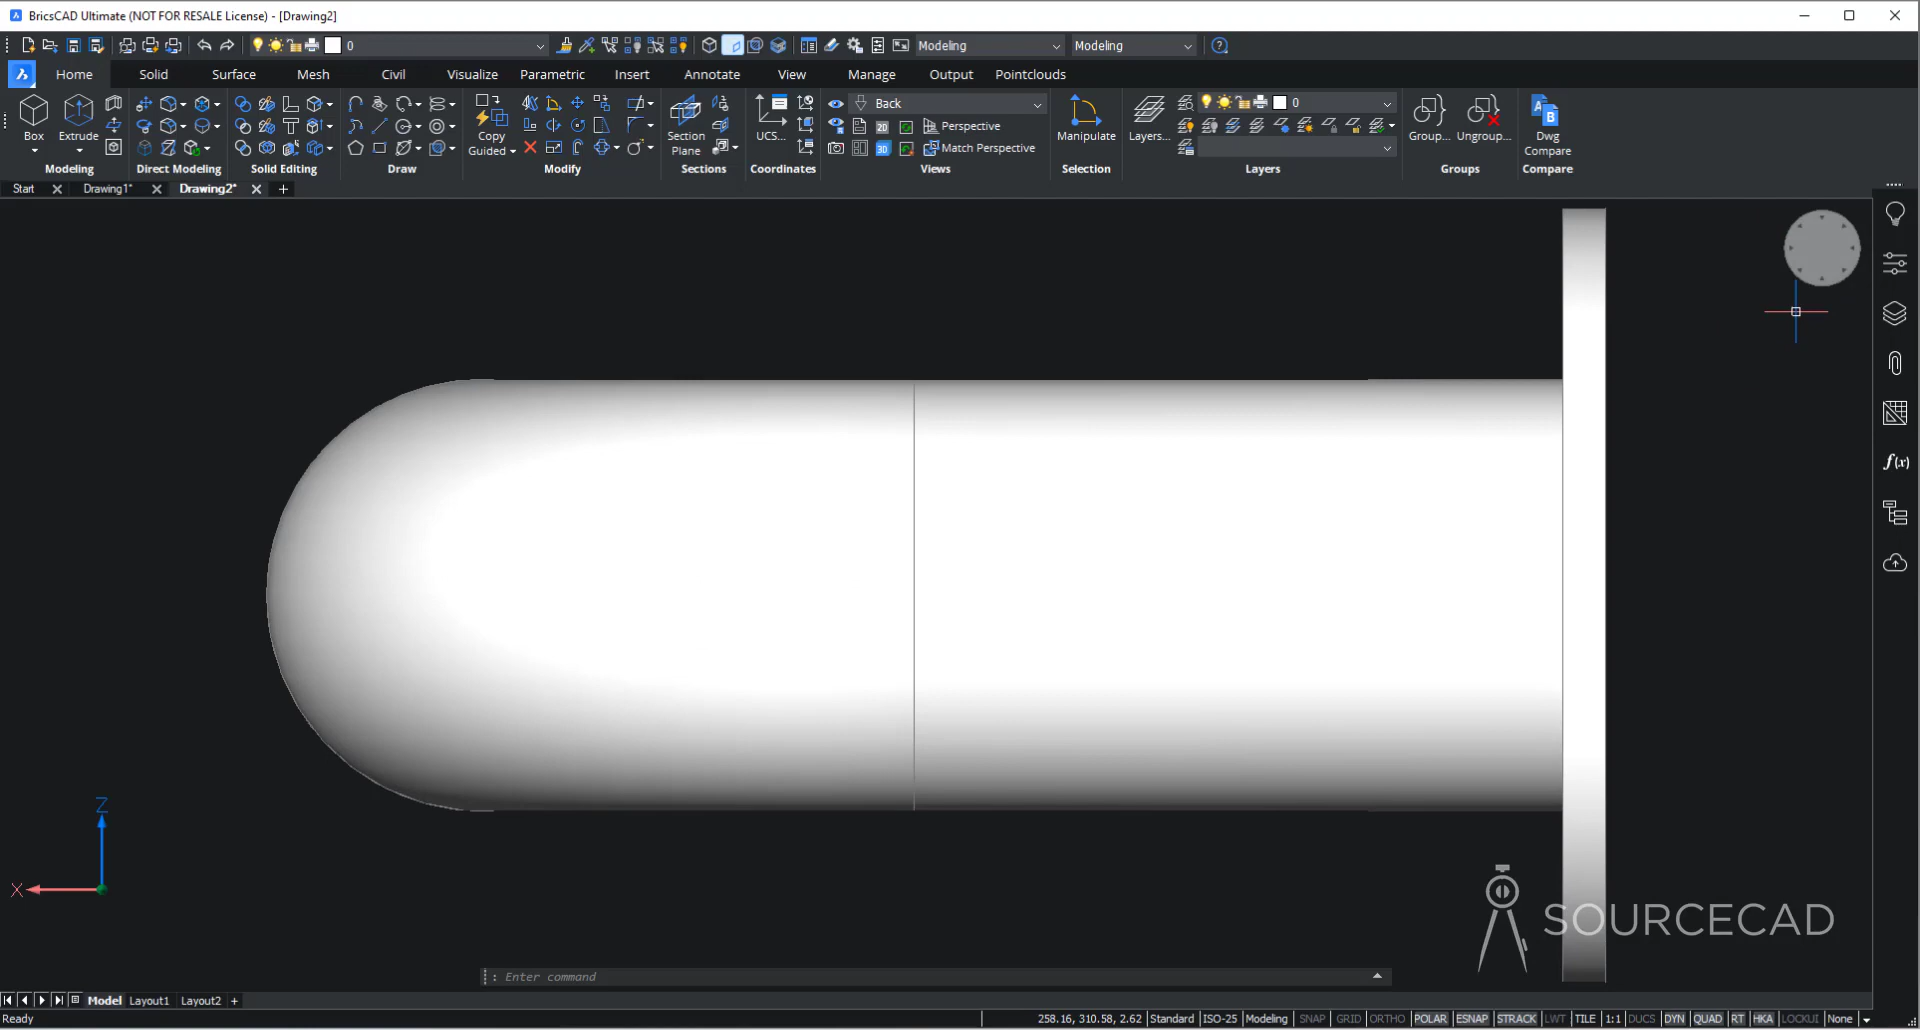 BricsCAD Ultimate (NOT FOR RESALE License) - [Drawing2]
0 Modeling Modeling
Home Solid Surface Mesh Civil Visualize Parametric Insert Annotate View Manage Output Pointclouds
Back 0
Perspective
Box Extrude Copy Guided Section Plane UCS... Match Perspective Manipulate Layers... Group... Ungroup... Dwg Compare
Modeling Direct Modeling Solid Editing Draw Modify Sections Coordinates Views Selection Layers Groups Compare
Start Drawing1* Drawing2*
f(x)
Z
X
SOURCECAD
: Enter command
Model Layout1 Layout2 +
Ready 258.16, 310.58, 2.62 Standard ISO-25 Modeling SNAP GRID ORTHO POLAR ESNAP STRACK LWT TILE 1:1 DUCS DYN QUAD RT HKA LOCKUI None